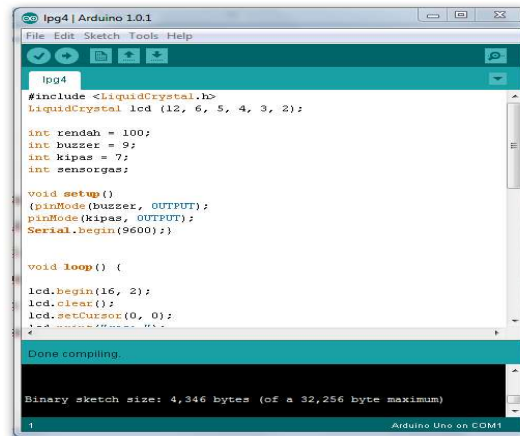 lpg4 | Arduino 1.0.1
File Edit Sketch Tools Help
lpg4
#include <LiquidCrystal.h>
LiquidCrystal lcd (12, 6, 5, 4, 3, 2);
int rendah = 100;
int buzzer = 9;
int kipas = 7;
int sensorgas;
void setup()
{pinMode(buzzer, OUTPUT);
pinMode(kipas, OUTPUT);
Serial.begin(9600);}
void loop() {
lcd.begin(16, 2);
lcd.clear();
lcd.setCursor(0, 0);
Done compiling.
Binary sketch size: 4,346 bytes (of a 32,256 byte maximum)
1
Arduino Uno on COM1